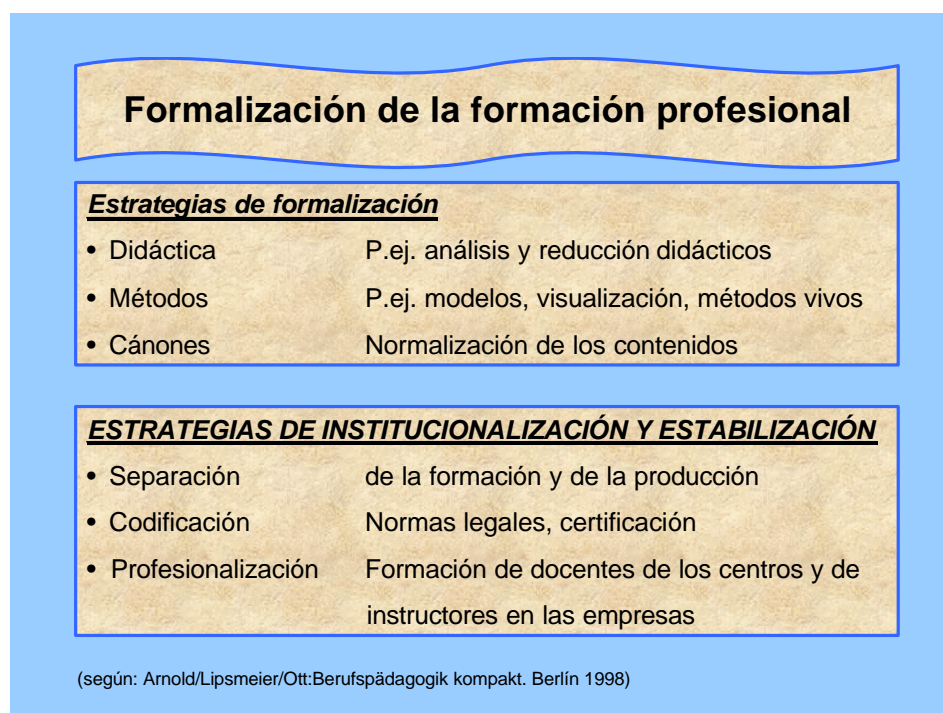 Formalización de la formación profesional
Estrategias de formalización
• Didáctica P.ej. análisis y reducción didácticos
• Métodos P.ej. modelos, visualización, métodos vivos
• Cánones Normalización de los contenidos
ESTRATEGIAS DE INSTITUCIONALIZACIÓN Y ESTABILIZACIÓN
• Separación de la formación y de la producción
• Codificación Normas legales, certificación
• Profesionalización Formación de docentes de los centros y de
instructores en las empresas
(según: Arnold/Lipsmeier/Ott:Berufspädagogik kompakt. Berlín 1998)